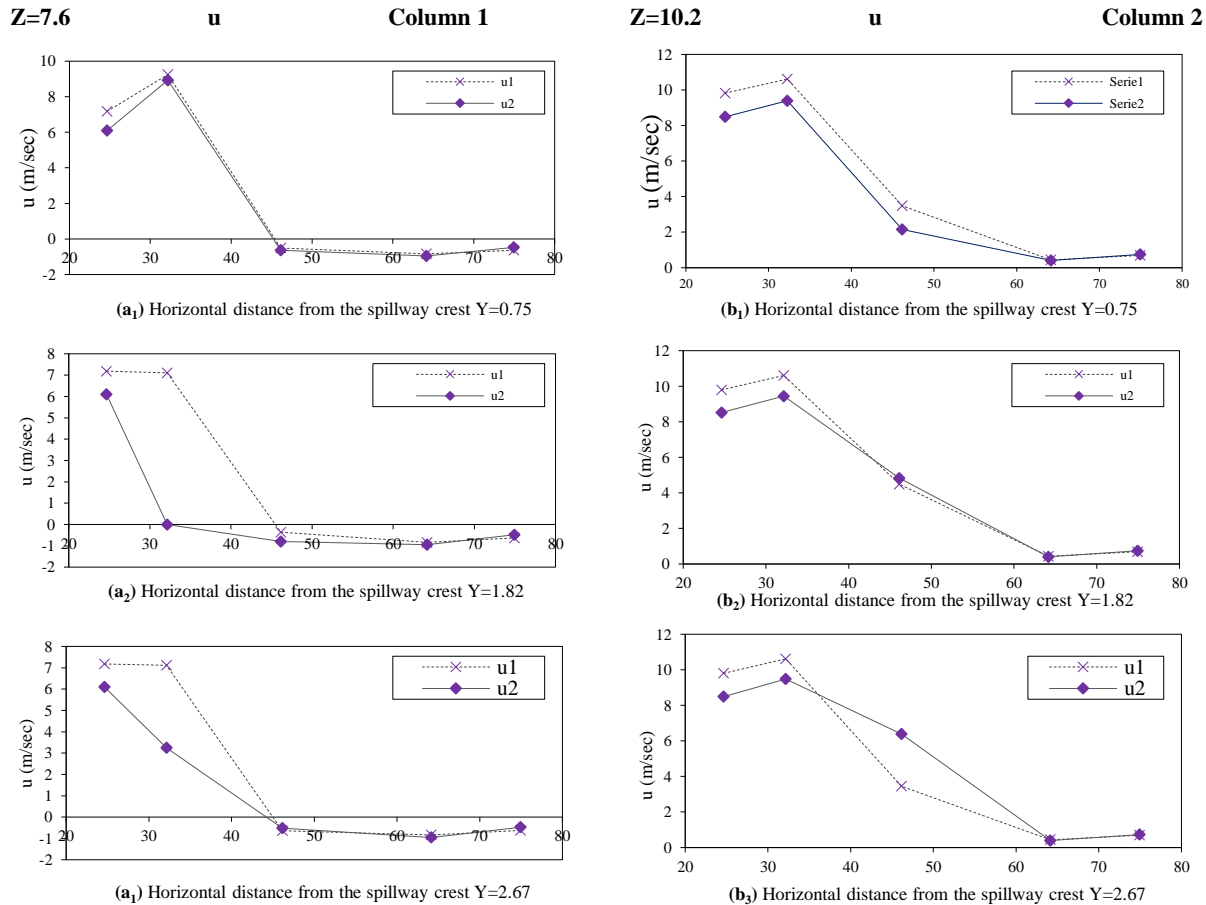 Z=7.6 u Column 1
Z=10.2 u Column 2
10
8
6
4
2
0
-2
20 30 40 50 60 70 80
u (m/sec)
u1
u2
(a1) Horizontal distance from the spillway crest Y=0.75
12
10
8
6
4
2
0
20 30 40 50 60 70 80
u (m/sec)
Serie1
Serie2
(b1) Horizontal distance from the spillway crest Y=0.75
8
7
6
5
4
3
2
1
0
-1
-2
20 30 40 50 60 70 80
u (m/sec)
u1
u2
(a2) Horizontal distance from the spillway crest Y=1.82
12
10
8
6
4
2
0
20 30 40 50 60 70 80
u (m/sec)
u1
u2
(b2) Horizontal distance from the spillway crest Y=1.82
8
7
6
5
4
3
2
1
0
-1
-2
20 30 40 50 60 70 80
u (m/sec)
u1
u2
(a1) Horizontal distance from the spillway crest Y=2.67
12
10
8
6
4
2
0
20 30 40 50 60 70 80
u (m/sec)
u1
u2
(b3) Horizontal distance from the spillway crest Y=2.67